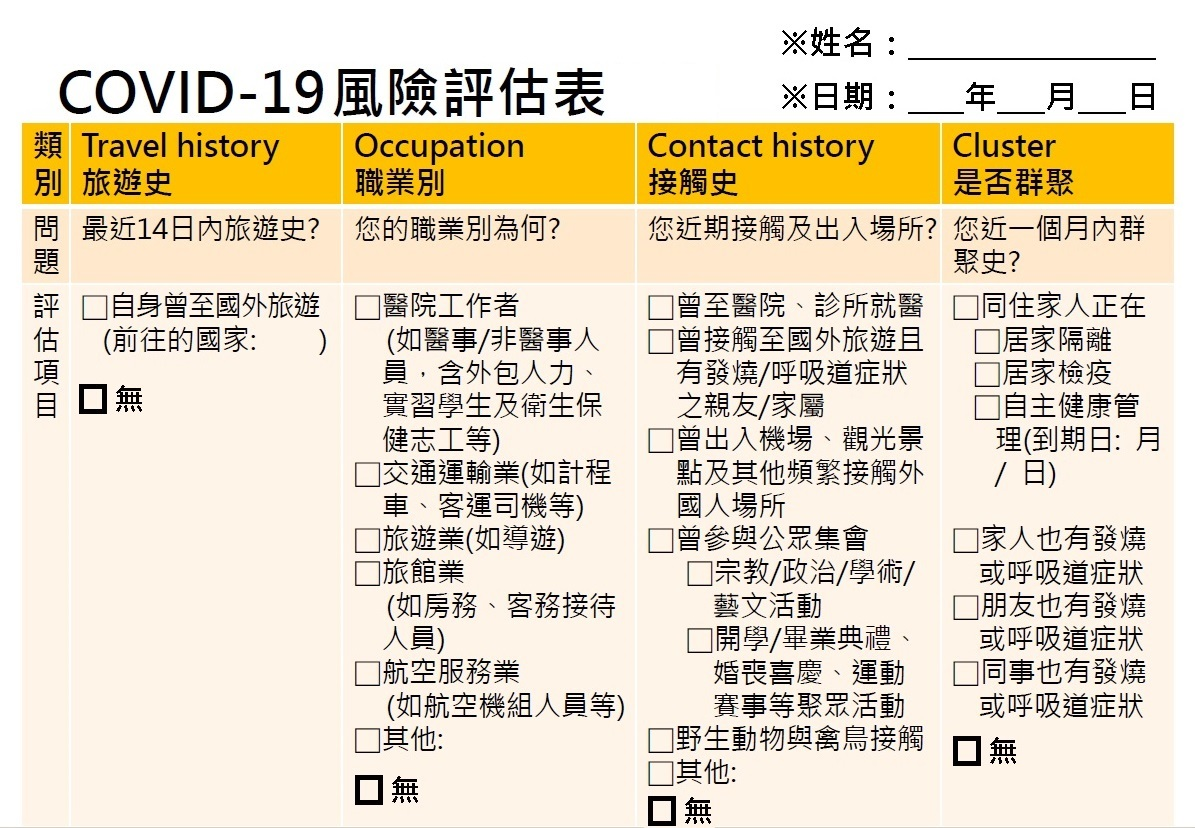 ※姓名：________________
COVID-19風險評估表
※日期：____年___月___日
類別
Travel history
旅遊史
Occupation
職業別
Contact history
接觸史
Cluster
是否群聚
問題
最近14日內旅遊史?
您的職業別為何?
您近期接觸及出入場所?
您近一個月內群
聚史?
評估項目
□自身曾至國外旅遊
(前往的國家: )
□無
□醫院工作者
(如醫事/非醫事人
員，含外包人力、
實習學生及衛生保
健志工等)
□交通運輸業(如計程
車、客運司機等)
□旅遊業(如導遊)
□旅館業
(如房務、客務接待
人員)
□航空服務業
(如航空機組人員等)
□其他:
□無
□曾至醫院、診所就醫
□曾接觸至國外旅遊且
有發燒/呼吸道症狀
之親友/家屬
□曾出入機場、觀光景
點及其他頻繁接觸外
國人場所
□曾參與公眾集會
□宗教/政治/學術/
藝文活動
□開學/畢業典禮、
婚喪喜慶、運動
賽事等聚眾活動
□野生動物與禽鳥接觸
□其他:
□無
□同住家人正在
□居家隔離
□居家檢疫
□自主健康管
理(到期日: 月
/ 日)
□家人也有發燒
或呼吸道症狀
□朋友也有發燒
或呼吸道症狀
□同事也有發燒
或呼吸道症狀
□無